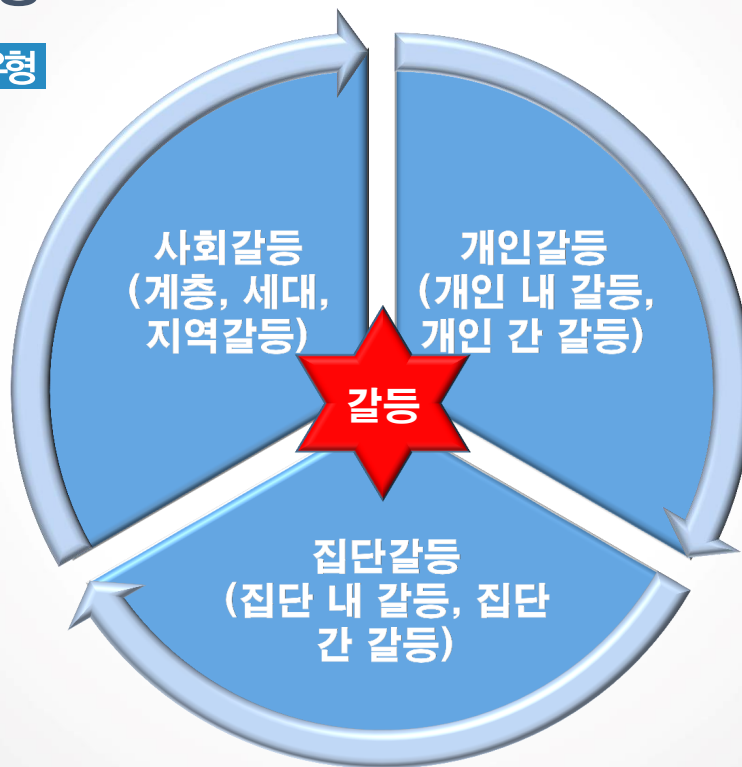 유형
사회갈등
(계층, 세대,
지역갈등)
개인갈등
(개인 내 갈등,
개인 간 갈등)
갈등
집단갈등
(집단 내 갈등, 집단
간 갈등)